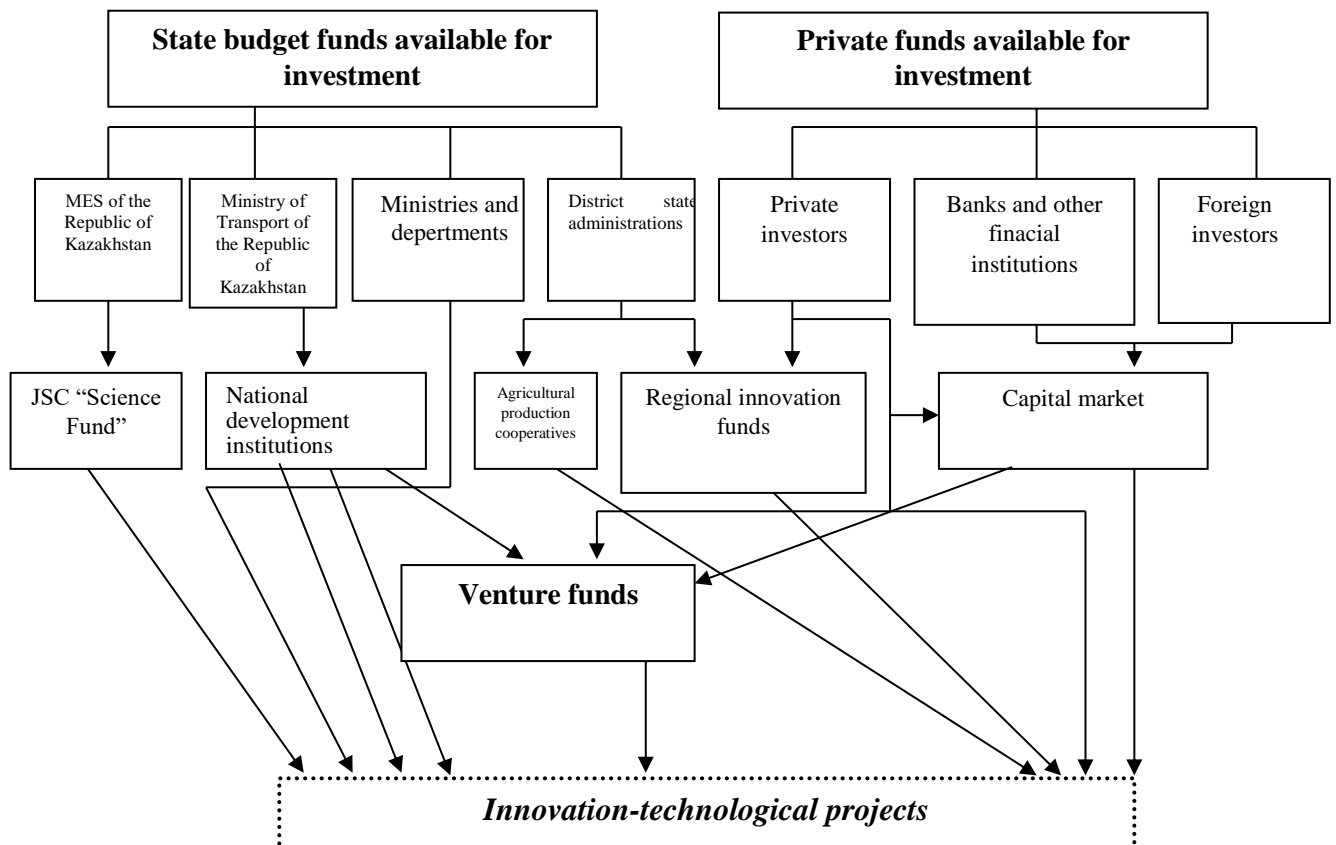 State budget funds available for
investment
Private funds available for
investment
MES of the
Republic of
Kazakhstan
Ministry of
Transport of
the Republic
of
Kazakhstan
Ministries and
depertments
District state
administrations
Private
investors
Banks and other
finacial
institutions
Foreign
investors
JSC “Science
Fund”
National
development
institutions
Agricultural
production
cooperatives
Regional innovation
funds
Capital market
Venture funds
Innovation-technological projects